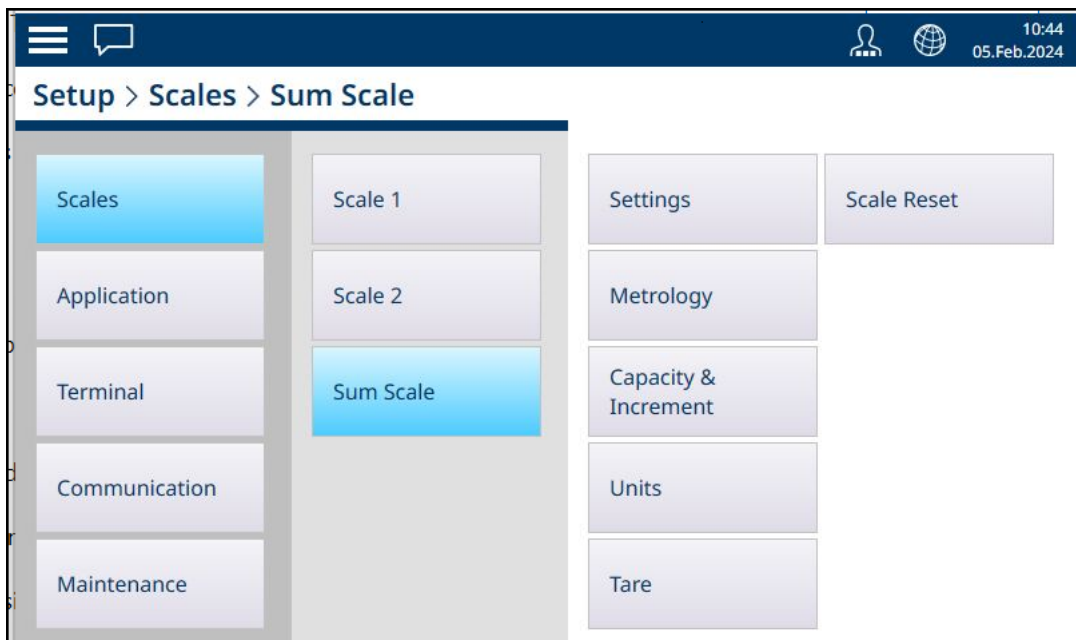 10:44
05.Feb.2024
Setup > Scales > Sum Scale
Scales
Application
Terminal
Communication
Maintenance
Scale 1
Scale 2
Sum Scale
Settings
Metrology
Capacity &
Increment
Units
Tare
Scale Reset